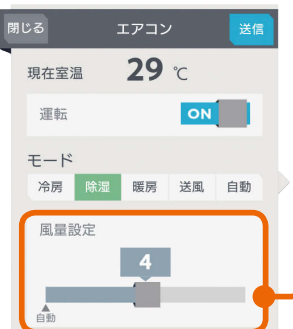 閉じる エアコン 送信
現在室温 29 ℃
運転 ON
モード
冷房 除湿 暖房 送風 自動
風量設定
4
自動